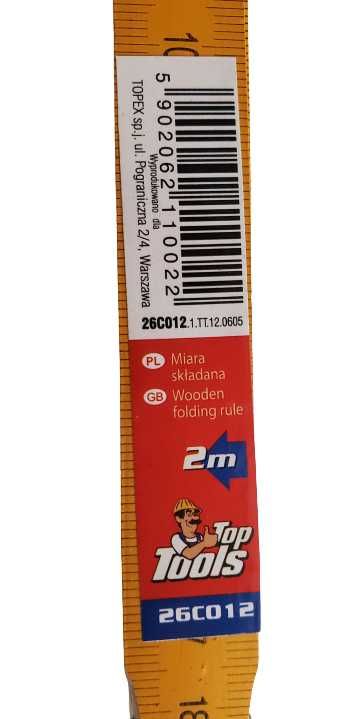 10
5 902062 110022
Wyprodukowano dla
TOPEX sp.j. ul. Pograniczna 2/4, Warszawa
26C012.1.TT.12.0605
PL Miara
składana
GB Wooden
folding rule
2m
Top
Tools
26C012
18